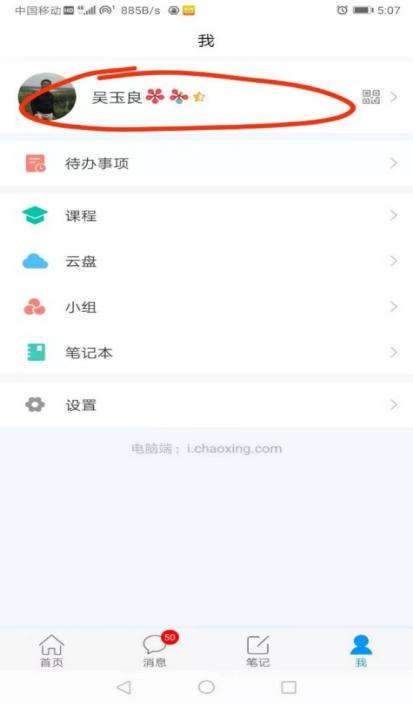 中国移动 HD 4G 885B/s 5:07
我
吴玉良
待办事项
课程
云盘
小组
笔记本
设置
电脑端：i.chaoxing.com
50
首页 消息 笔记 我